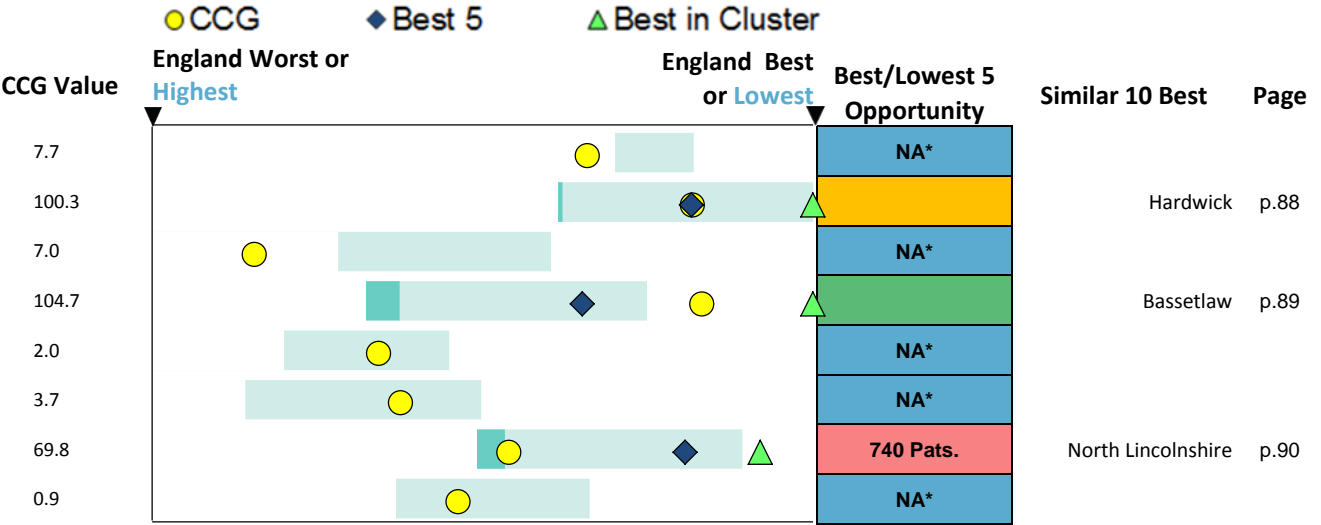 CCG Best 5 Best in Cluster
CCG Value
England Worst or
Highest
England Best
or Lowest
Best/Lowest 5
Opportunity
Similar 10 Best
Page
7.7 NA*
100.3 Hardwick p.88
7.0 NA*
104.7 Bassetlaw p.89
2.0 NA*
3.7 NA*
69.8 740 Pats. North Lincolnshire p.90
0.9 NA*